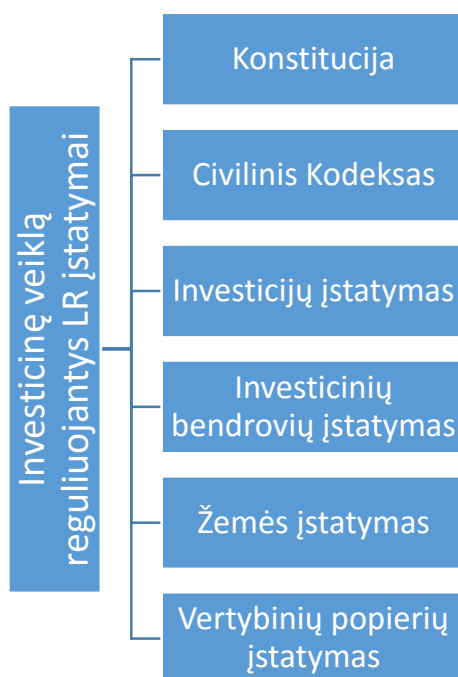 Investicinę veiklą
reguliuojantys LR įstatymai
Konstitucija
Civilinis Kodeksas
Investicijų įstatymas
Investicinių
bendrovių įstatymas
Žemės įstatymas
Vertybinių popierių
įstatymas